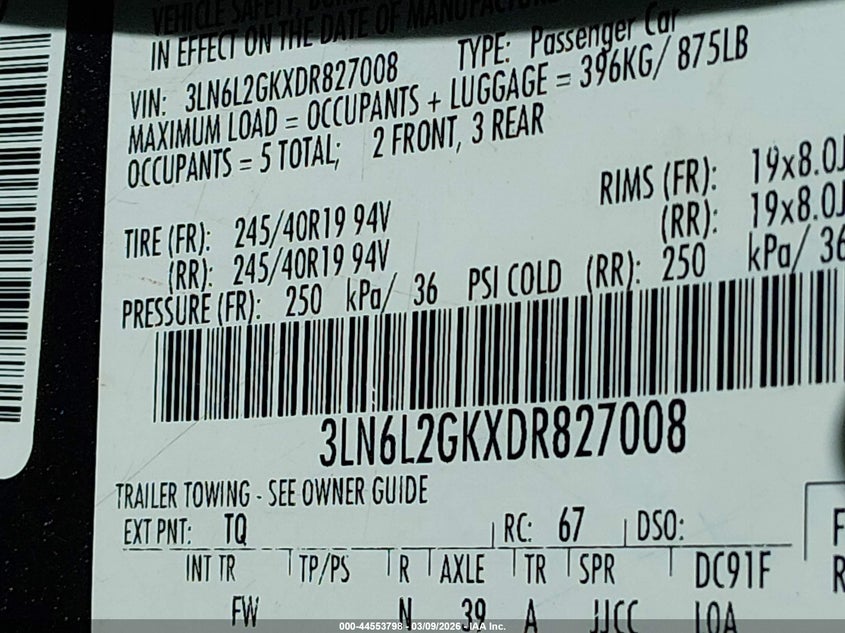 VEHICLE SAFETY,
IN EFFECT ON THE DATE OF MANUFACTURE
VIN: 3LN6L2GKXDR827008 TYPE: Passenger Car
MAXIMUM LOAD = OCCUPANTS + LUGGAGE = 396KG/ 875LB
OCCUPANTS = 5 TOTAL; 2 FRONT, 3 REAR
TIRE (FR): 245/40R19 94V RIMS (FR): 19x8.0J
(RR): 245/40R19 94V (RR): 19x8.0J
PRESSURE (FR): 250 kPa/ 36 PSI COLD (RR): 250 kPa/ 36
3LN6L2GKXDR827008
TRAILER TOWING - SEE OWNER GUIDE
EXT PNT: TQ RC: 67 DSO:
INT TR TP/PS R AXLE TR SPR DC91F
FW N 39 A JJCC IOA
000-44553798 - 03/09/2026 - IAA Inc.